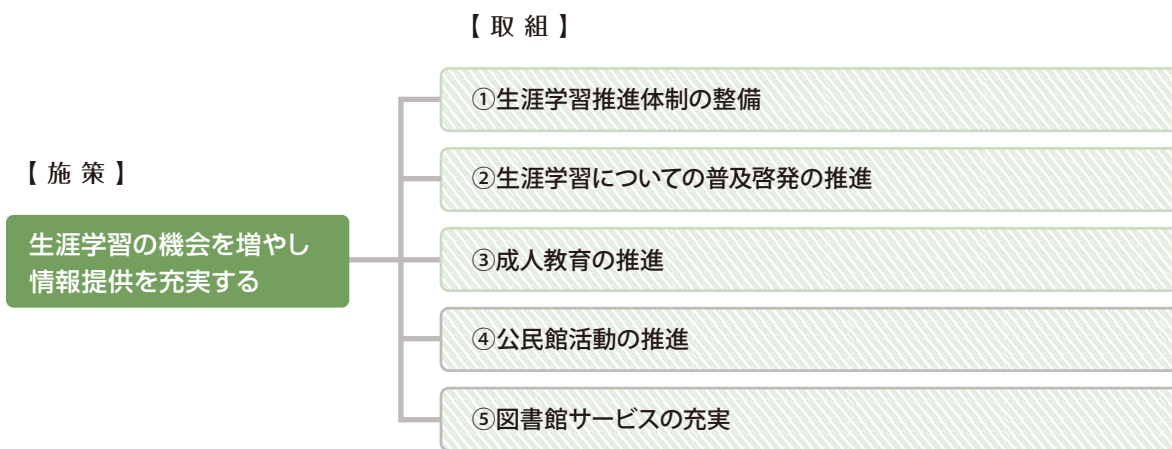 【 取 組 】
①生涯学習推進体制の整備
【 施 策 】
②生涯学習についての普及啓発の推進
生涯学習の機会を増やし
情報提供を充実する
③成人教育の推進
④公民館活動の推進
⑤図書館サービスの充実